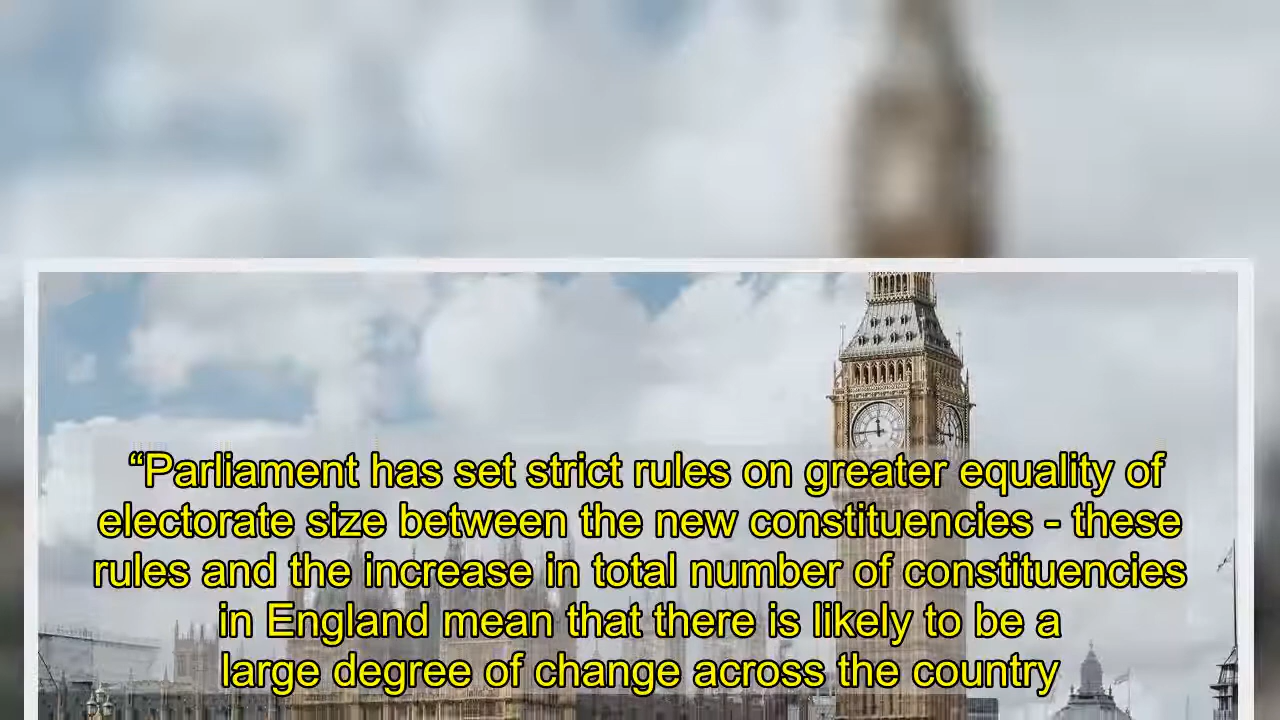 “Parliament has set strict rules on greater equality of
electorate size between the new constituencies - these
rules and the increase in total number of constituencies
in England mean that there is likely to be a
large degree of change across the country